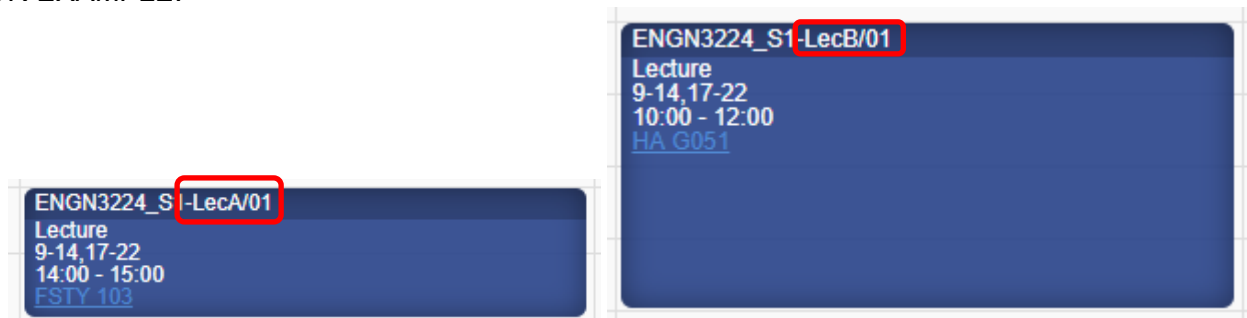 ENGN3224_S1-LecA/01
Lecture
9-14,17-22
14:00 - 15:00
FSTY 103
ENGN3224_S1-LecB/01
Lecture
9-14,17-22
10:00 - 12:00
HA G051